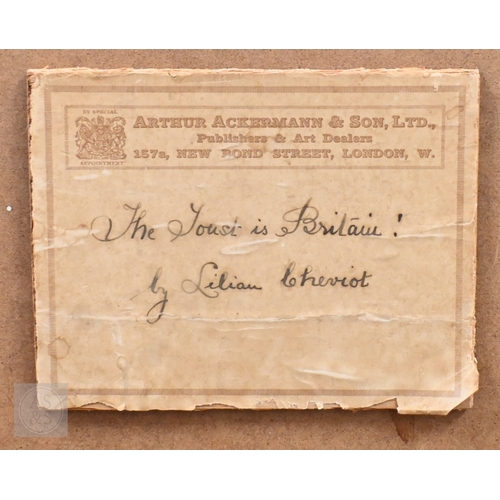 BY SPECIAL
APPOINTMENT
ARTHUR ACKERMANN & SON, LTD.,
Publishers & Art Dealers
157a, NEW BOND STREET, LONDON, W.
The Toast is Britain!
by Lilian Cheviot